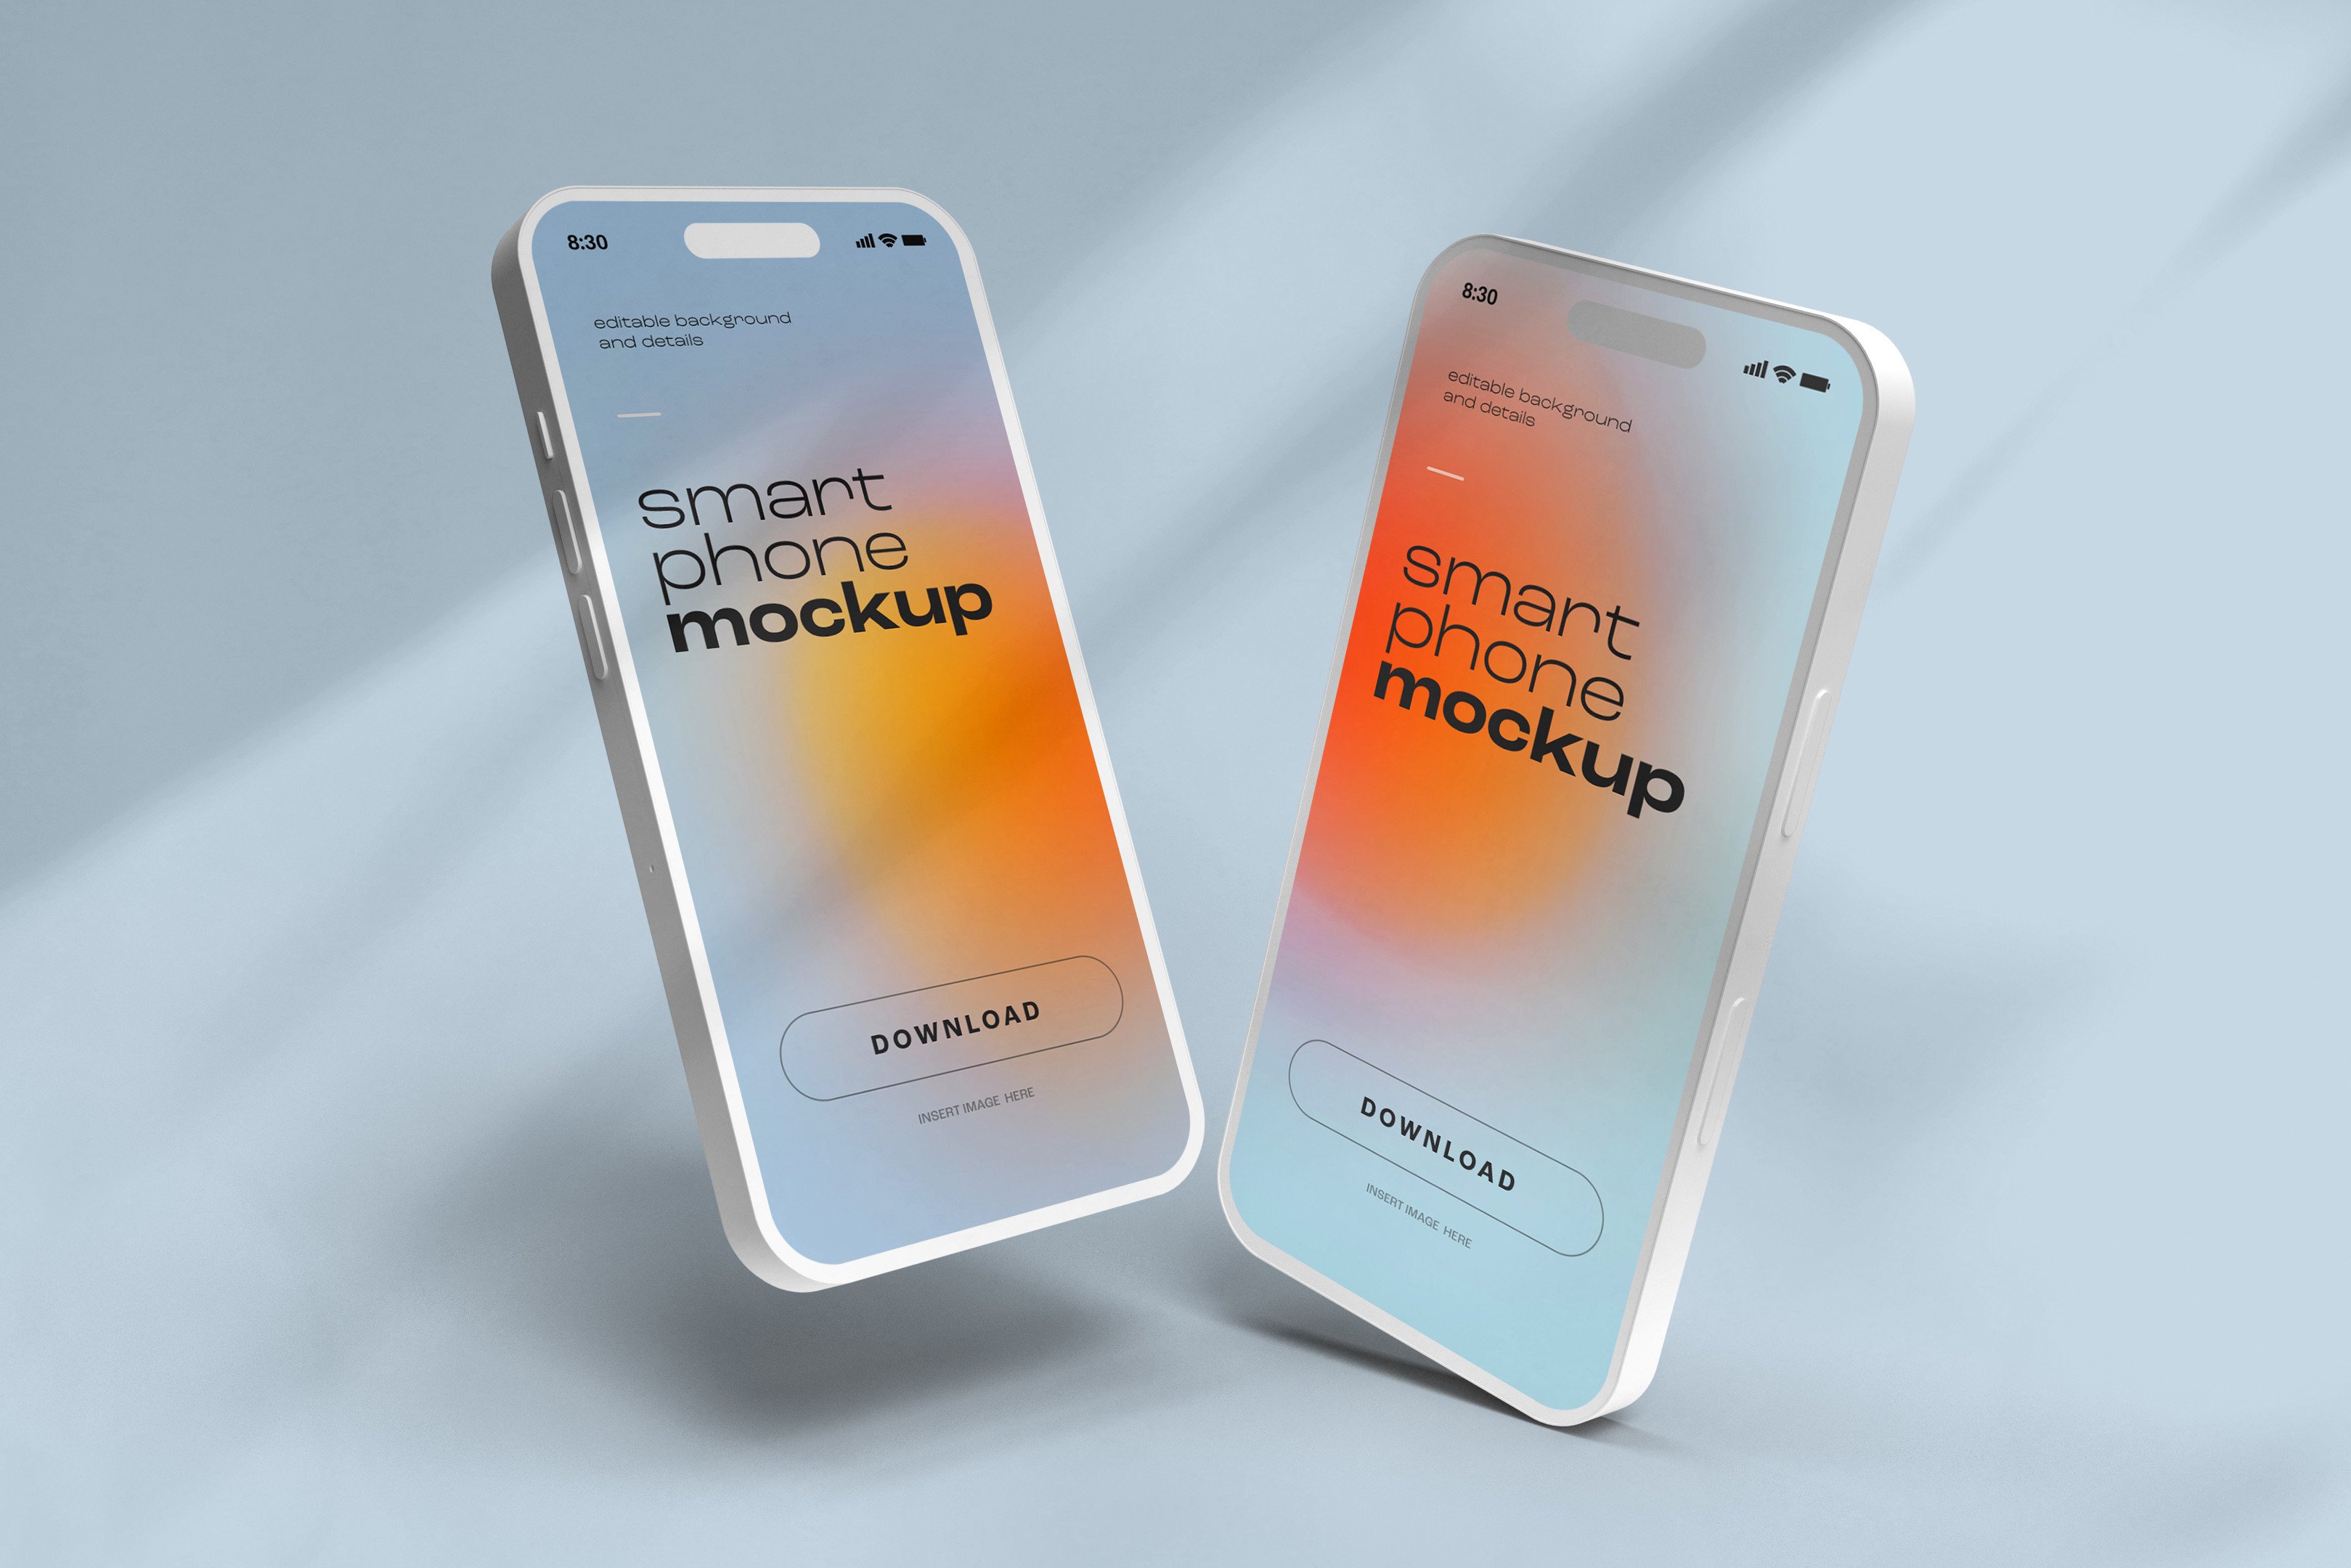 8:30
editable background
and details
smart
phone
mockup
DOWNLOAD
INSERT IMAGE HERE
8:30
editable background
and details
smart
phone
mockup
DOWNLOAD
INSERT IMAGE HERE